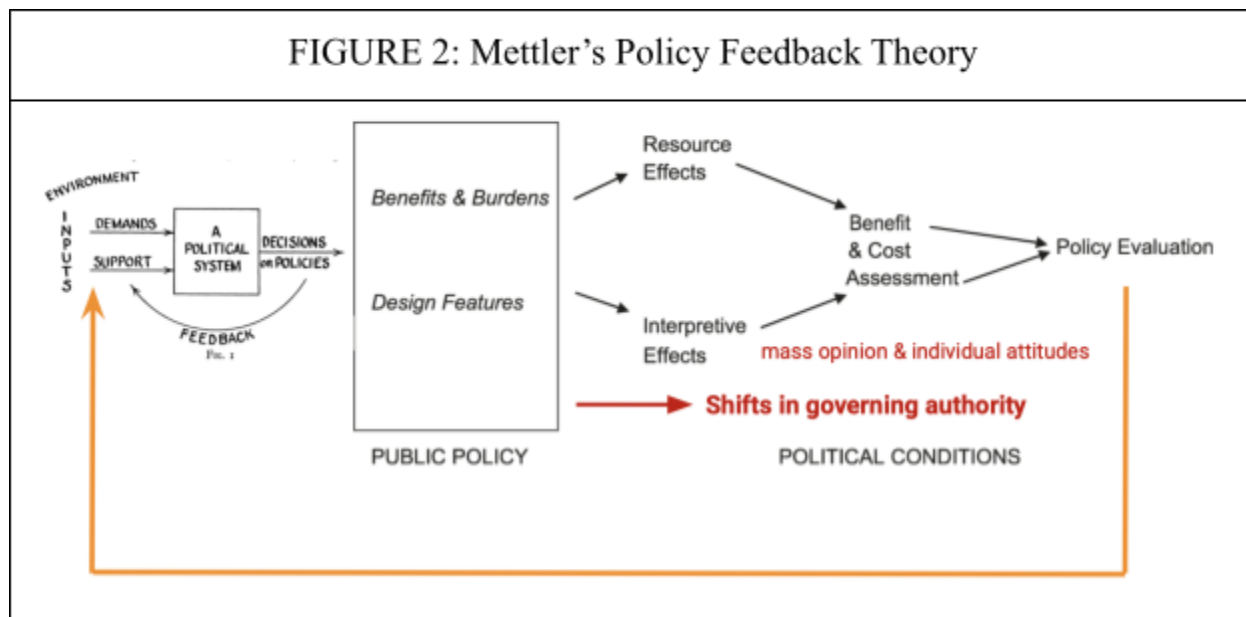 FIGURE 2: Mettler's Policy Feedback Theory
ENVIRONMENT
INPUTS
DEMANDS
SUPPORT
A
POLITICAL
SYSTEM
DECISIONS
or POLICIES
FEEDBACK
FIG. 1
Benefits & Burdens
Design Features
PUBLIC POLICY
Resource
Effects
Interpretive
Effects
Benefit
& Cost
Assessment
Policy Evaluation
mass opinion & individual attitudes
Shifts in governing authority
POLITICAL CONDITIONS